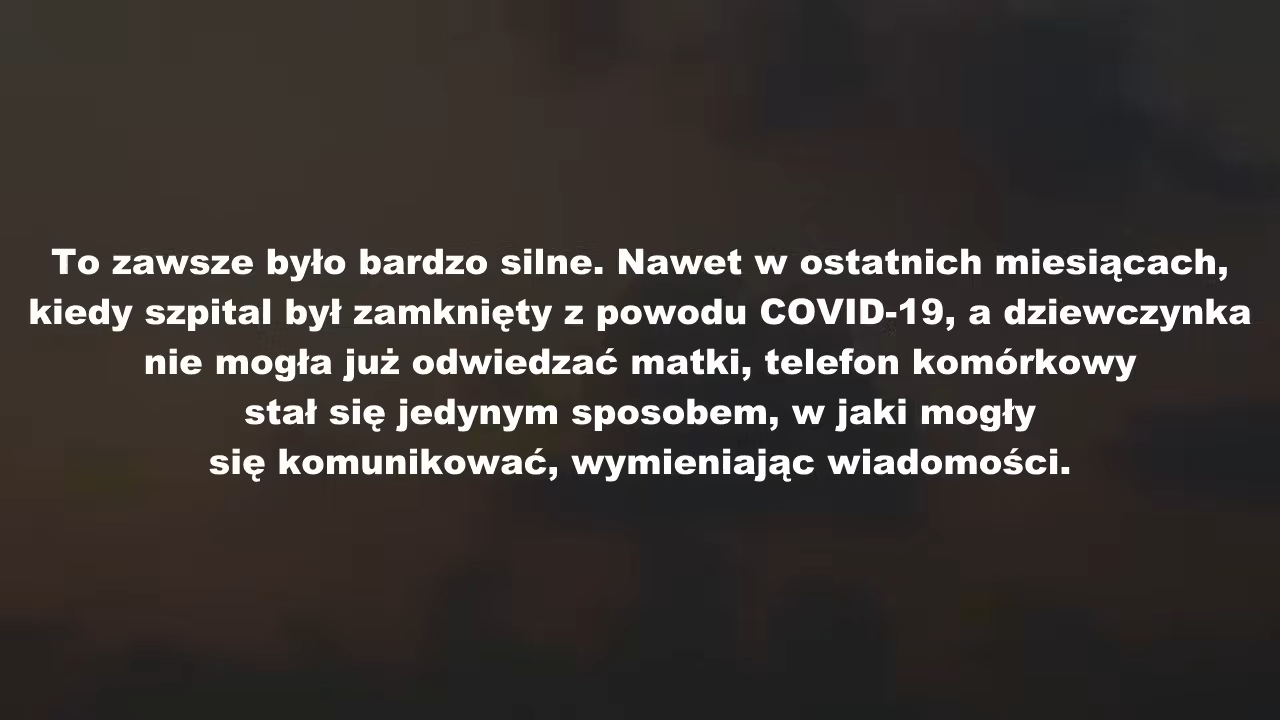 To zawsze było bardzo silne. Nawet w ostatnich miesiącach,
kiedy szpital był zamknięty z powodu COVID-19, a dziewczynka
nie mogła już odwiedzać matki, telefon komórkowy
stał się jedynym sposobem, w jaki mogły
się komunikować, wymieniając wiadomości.